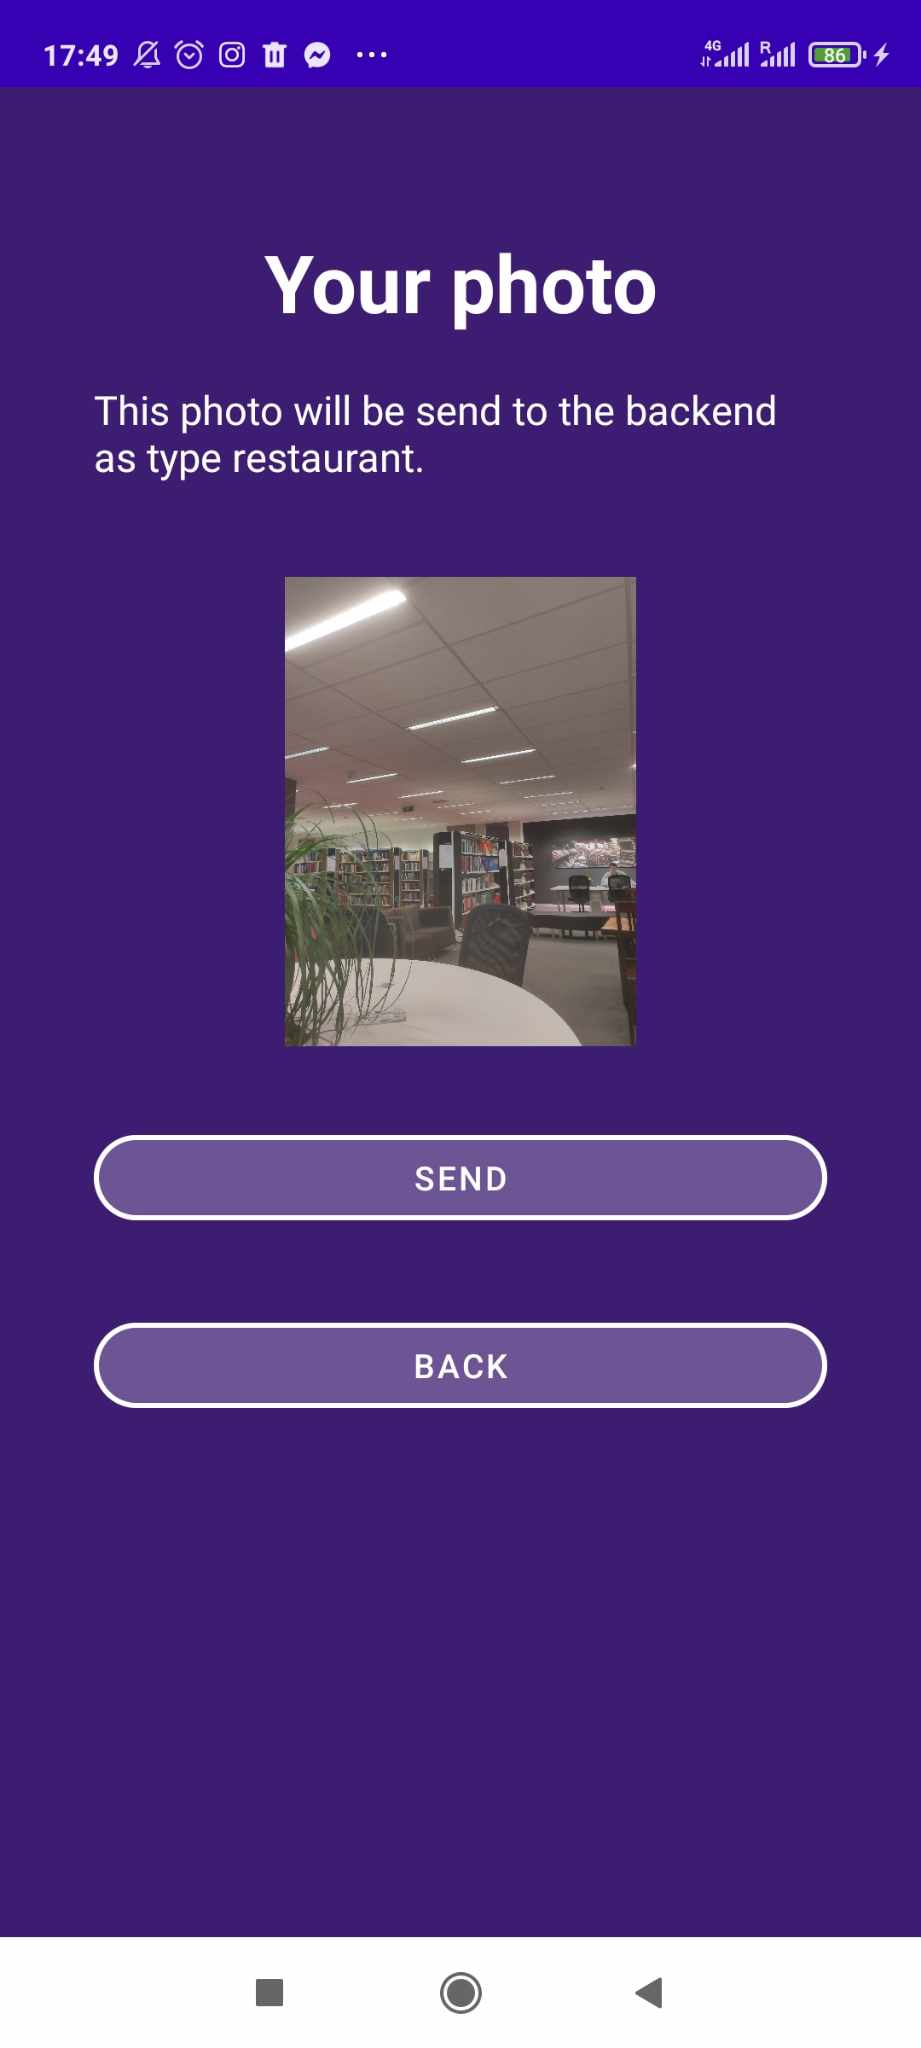 17:49 4G R 86
Your photo
This photo will be send to the backend
as type restaurant.
SEND
BACK